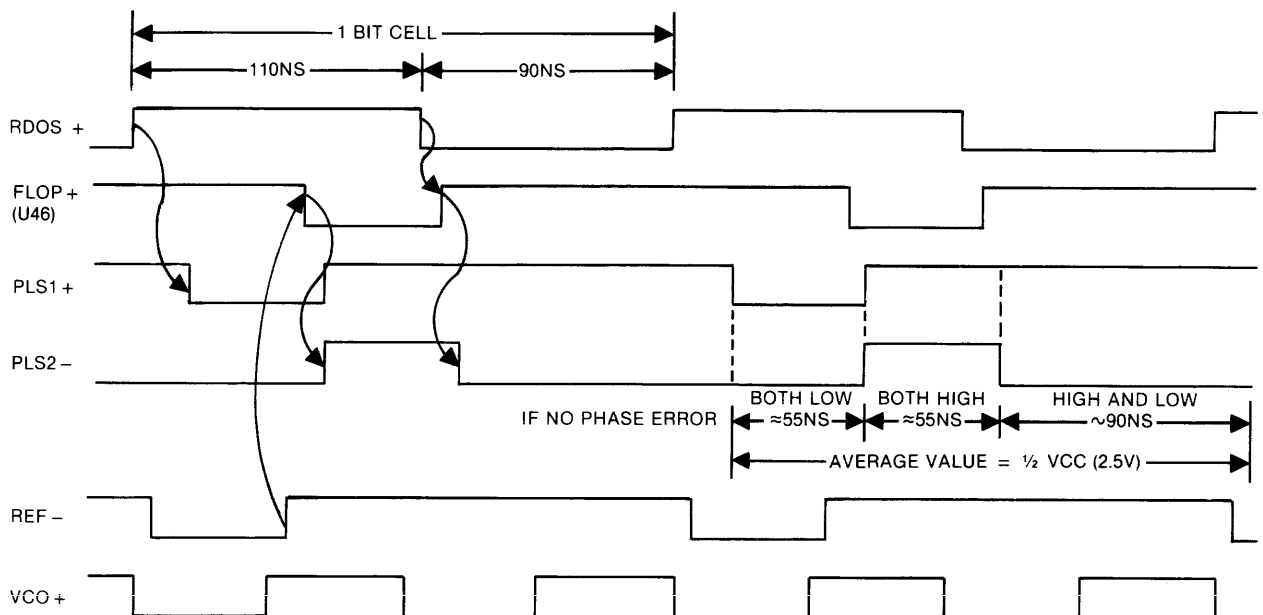 1 BIT CELL
110NS
90NS
RDOS +
FLOP +
(U46)
PLS1 +
PLS2 –
IF NO PHASE ERROR
BOTH LOW
≈55NS
BOTH HIGH
≈55NS
HIGH AND LOW
~90NS
AVERAGE VALUE = ½ VCC (2.5V)
REF –
VCO +